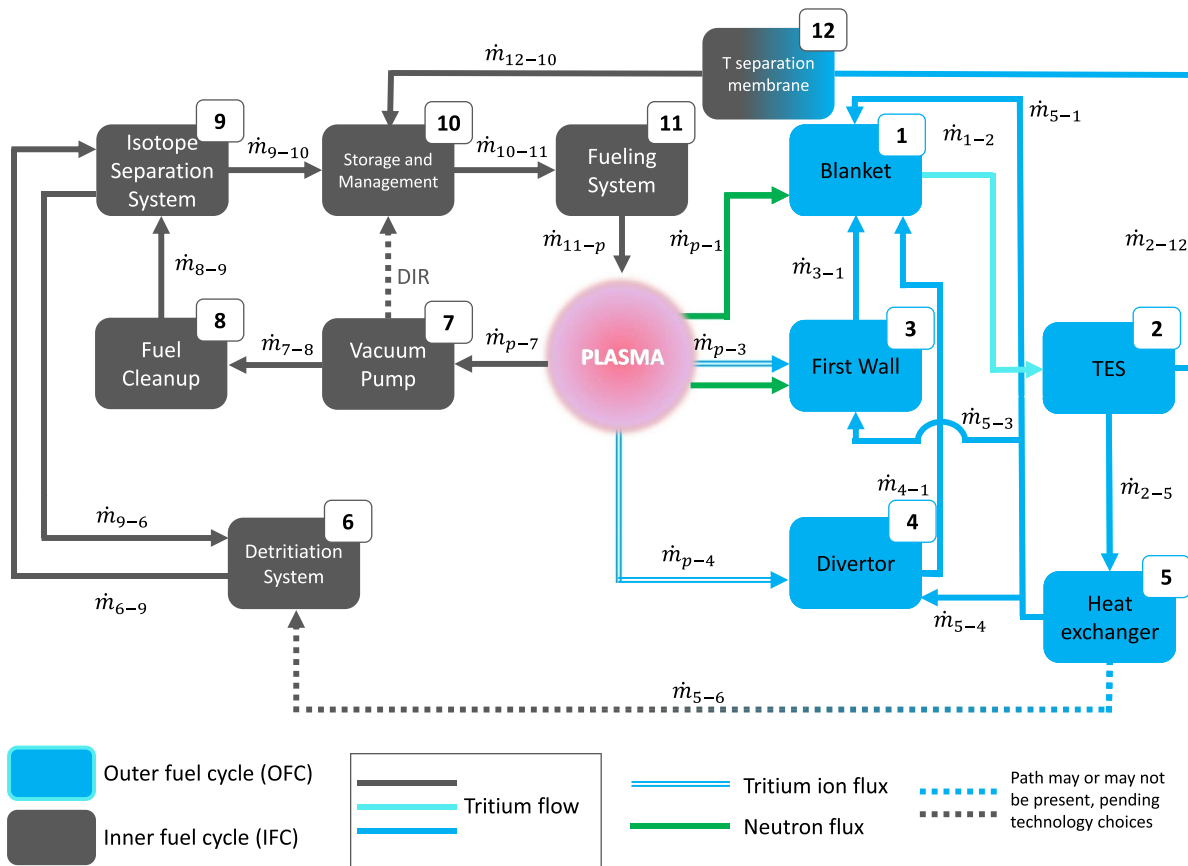 12
T separation
membrane
ṁ₁₂₋₁₀
9
Isotope
Separation
System
ṁ₉₋₁₀
10
Storage and
Management
ṁ₁₀₋₁₁
11
Fueling
System
1
Blanket
ṁ₅₋₁
ṁ₁₋₂
ṁ₁₁₋ₚ
ṁₚ₋₁
ṁ₂₋₁₂
ṁ₈₋₉
DIR
ṁ₃₋₁
8
Fuel
Cleanup
ṁ₇₋₈
7
Vacuum
Pump
ṁₚ₋₇
PLASMA
ṁₚ₋₃
3
First Wall
2
TES
ṁ₅₋₃
ṁ₄₋₁
ṁ₂₋₅
ṁ₉₋₆
6
Detritiation
System
ṁ₆₋₉
ṁₚ₋₄
4
Divertor
ṁ₅₋₄
5
Heat
exchanger
ṁ₅₋₆
Outer fuel cycle (OFC)
Inner fuel cycle (IFC)
Tritium flow
Tritium ion flux
Neutron flux
Path may or may not
be present, pending
technology choices